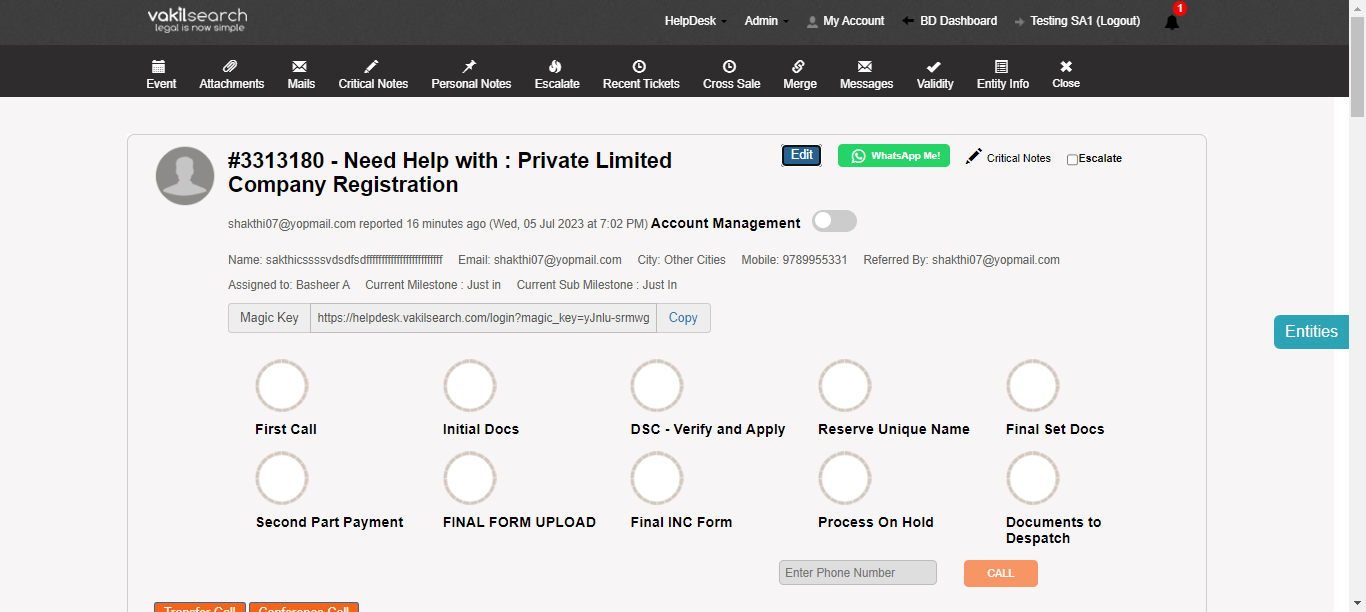 vakilsearch
legal is now simple
HelpDesk Admin My Account BD Dashboard Testing SA1 (Logout) 1
Event Attachments Mails Critical Notes Personal Notes Escalate Recent Tickets Cross Sale Merge Messages Validity Entity Info Close
#3313180 - Need Help with : Private Limited
Company Registration
Edit WhatsApp Me! Critical Notes Escalate
shakthi07@yopmail.com reported 16 minutes ago (Wed, 05 Jul 2023 at 7:02 PM) Account Management
Email: shakthi07@yopmail.com City: Other Cities Mobile: 9789955331 Referred By: shakthi07@yopmail.com
Assigned to: Basheer A Current Milestone : Just in Current Sub Milestone : Just In
Magic Key https://helpdesk.vakilsearch.com/login?magic_key=yJnlu-srmwg Copy
Entities
First Call Initial Docs DSC - Verify and Apply Reserve Unique Name Final Set Docs
Second Part Payment FINAL FORM UPLOAD Final INC Form Process On Hold Documents to
Despatch
Enter Phone Number CALL
Transfer Call Conference Call